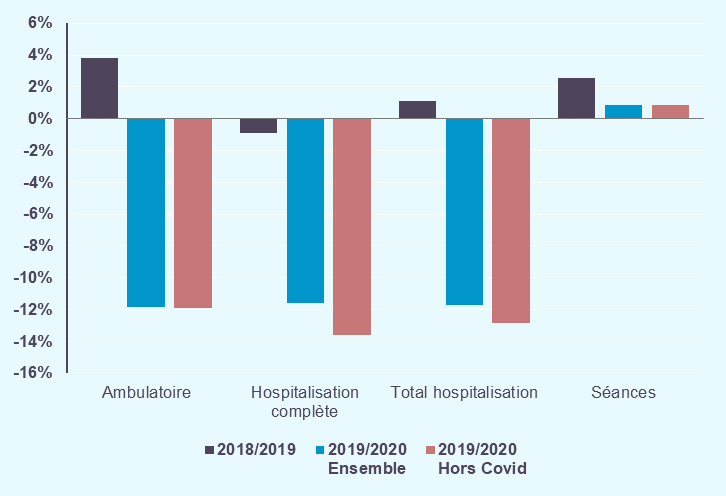 6%
4%
2%
0%
-2%
-4%
-6%
-8%
-10%
-12%
-14%
-16%
Ambulatoire
Hospitalisation
complète
Total hospitalisation
Séances
2018/2019
2019/2020
Ensemble
2019/2020
Hors Covid